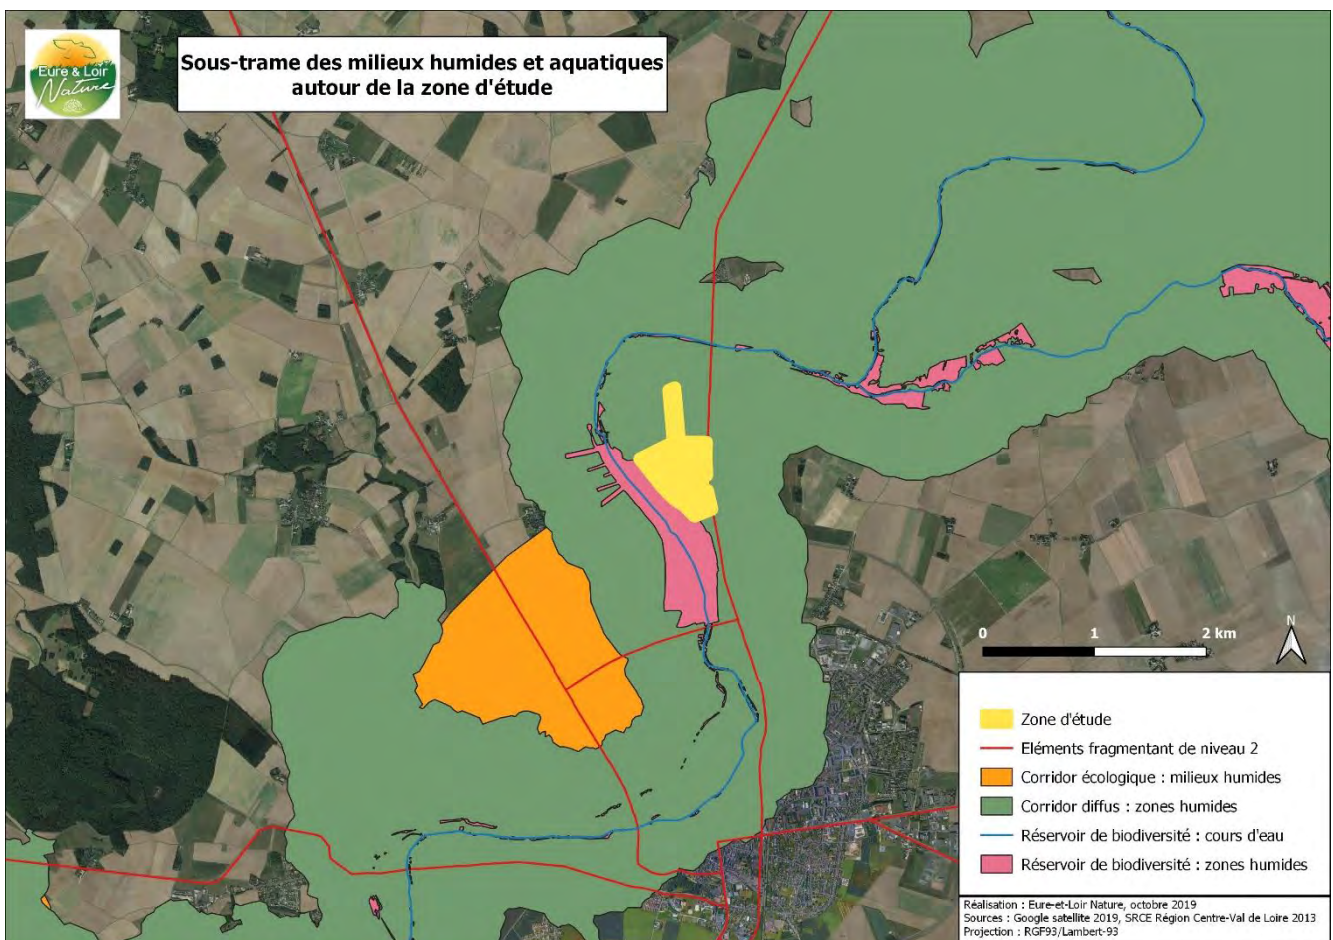 Eure & Loir
Nature
Sous-trame des milieux humides et aquatiques
autour de la zone d'étude
0 1 2 km
N
Zone d'étude
Eléments fragmentant de niveau 2
Corridor écologique : milieux humides
Corridor diffus : zones humides
Réservoir de biodiversité : cours d'eau
Réservoir de biodiversité : zones humides
Réalisation : Eure-et-Loir Nature, octobre 2019
Sources : Google satellite 2019, SRCE Région Centre-Val de Loire 2013
Projection : RGF93/Lambert-93